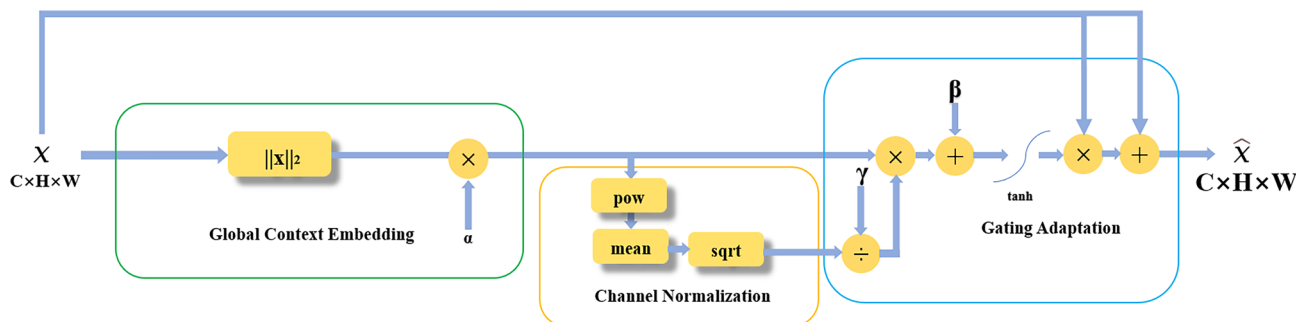 x
C×H×W
||x||₂
×
α
Global Context Embedding
pow
mean
sqrt
Channel Normalization
γ
÷
×
β
+
tanh
×
+
Gating Adaptation
x̂
C×H×W